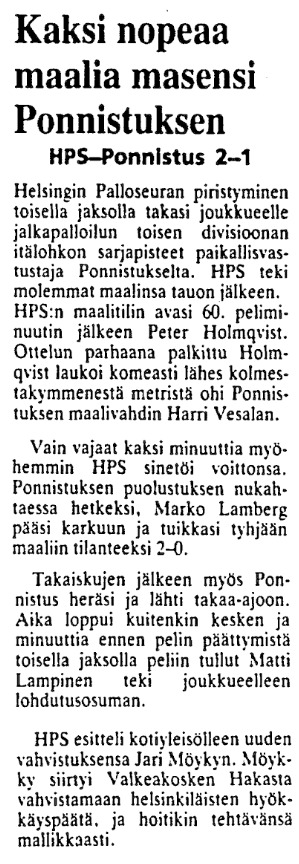 Kaksi nopeaa
maalia masensi
Ponnistuksen
HPS–Ponnistus 2–1
Helsingin Palloseuran piristyminen
toisella jaksolla takasi joukkueelle
jalkapalloilun toisen divisioonan
itälohkon sarjapisteet paikallisvas-
tustaja Ponnistukselta. HPS teki
molemmat maalinsa tauon jälkeen.
HPS:n maalitilin avasi 60. pelimi-
nuutin jälkeen Peter Holmqvist.
Ottelun parhaana palkittu Holm-
qvist laukoi komeasti lähes kolmes-
takymmenestä metristä ohi Ponnis-
tuksen maalivahdin Harri Vesalan.
Vain vajaat kaksi minuuttia myö-
hemmin HPS sinetöi voittonsa.
Ponnistuksen puolustuksen nukah-
taessa hetkeksi, Marko Lamberg
pääsi karkuun ja tuikkasi tyhjään
maaliin tilanteeksi 2–0.
Takaiskujen jälkeen myös Pon-
nistus heräsi ja lähti takaa-ajoon.
Aika loppui kuitenkin kesken ja
minuuttia ennen pelin päättymistä
toisella jaksolla peliin tullut Matti
Lampinen teki joukkueelleen
lohdutusosuman.
HPS esitteli kotiyleisölleen uuden
vahvistuksensa Jari Möykyn. Möyk-
ky siirtyi Valkeakosken Hakasta
vahvistamaan helsinkiläisten hyök-
käyspäätä, ja hoitikin tehtävänsä
mallikkaasti.